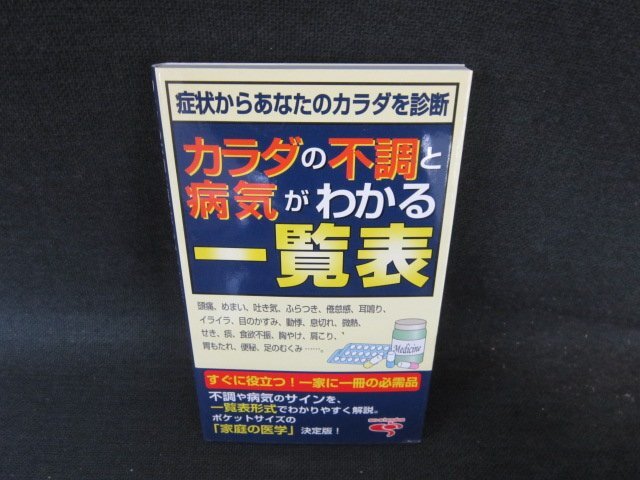 症状からあなたのカラダを診断
カラダの不調と
病気がわかる
一覧表
頭痛、めまい、吐き気、ふらつき、倦怠感、耳鳴り、
イライラ、目のかすみ、動悸、息切れ、微熱、
せき、痰、食欲不振、胸やけ、肩こり、
胃もたれ、便秘、足のむくみ……。
Medicine
すぐに役立つ！一家に一冊の必需品
不調や病気のサインを、
一覧表形式でわかりやすく解説。
ポケットサイズの
「家庭の医学」決定版！